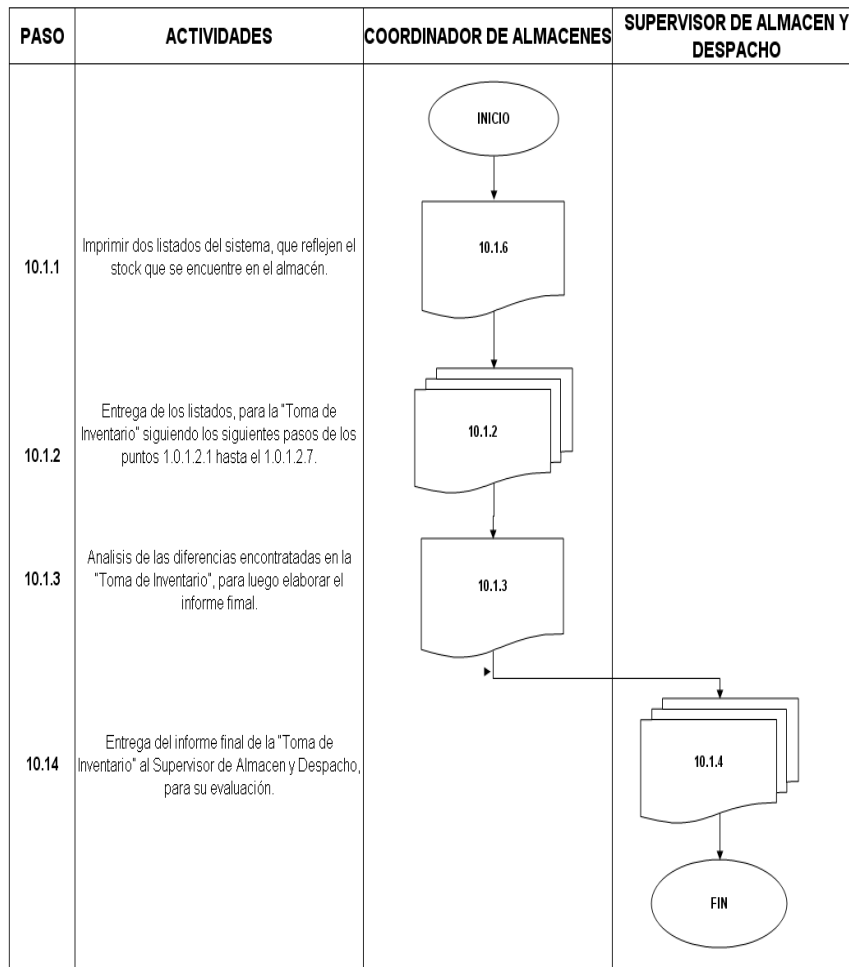 PASO
ACTIVIDADES
COORDINADOR DE ALMACENES
SUPERVISOR DE ALMACEN Y
DESPACHO
INICIO
10.1.1
Imprimir dos listados del sistema, que reflejen el
stock que se encuentre en el almacén.
10.1.6
10.1.2
Entrega de los listados, para la "Toma de
Inventario" siguiendo los siguientes pasos de los
puntos 1.0.1.2.1 hasta el 1.0.1.2.7.
10.1.2
10.1.3
Analisis de las diferencias encontratadas en la
"Toma de Inventario", para luego elaborar el
informe fimal.
10.1.3
10.14
Entrega del informe final de la "Toma de
Inventario" al Supervisor de Almacen y Despacho,
para su evaluación.
10.1.4
FIN